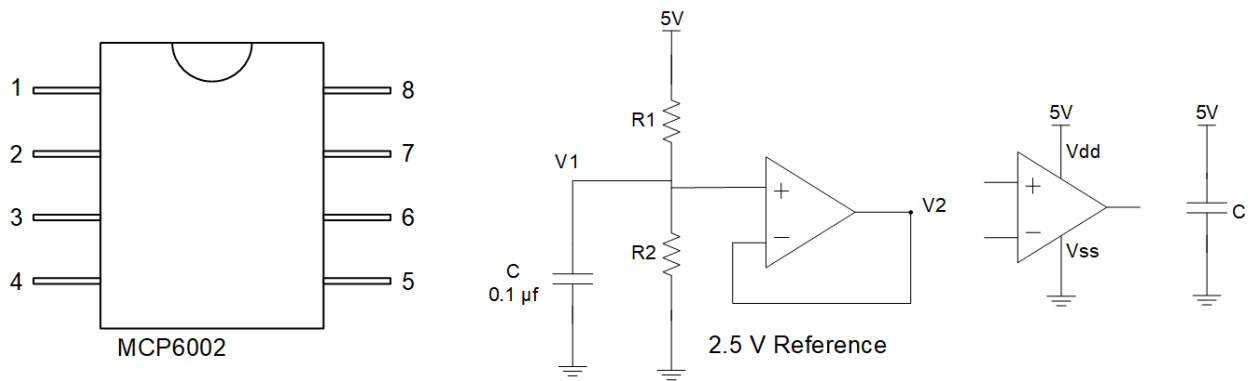 1
2
3
4
8
7
6
5
MCP6002
5V
R1
V1
+
−
V2
R2
C
0.1 µf
2.5 V Reference
5V
Vdd
+
−
Vss
5V
C